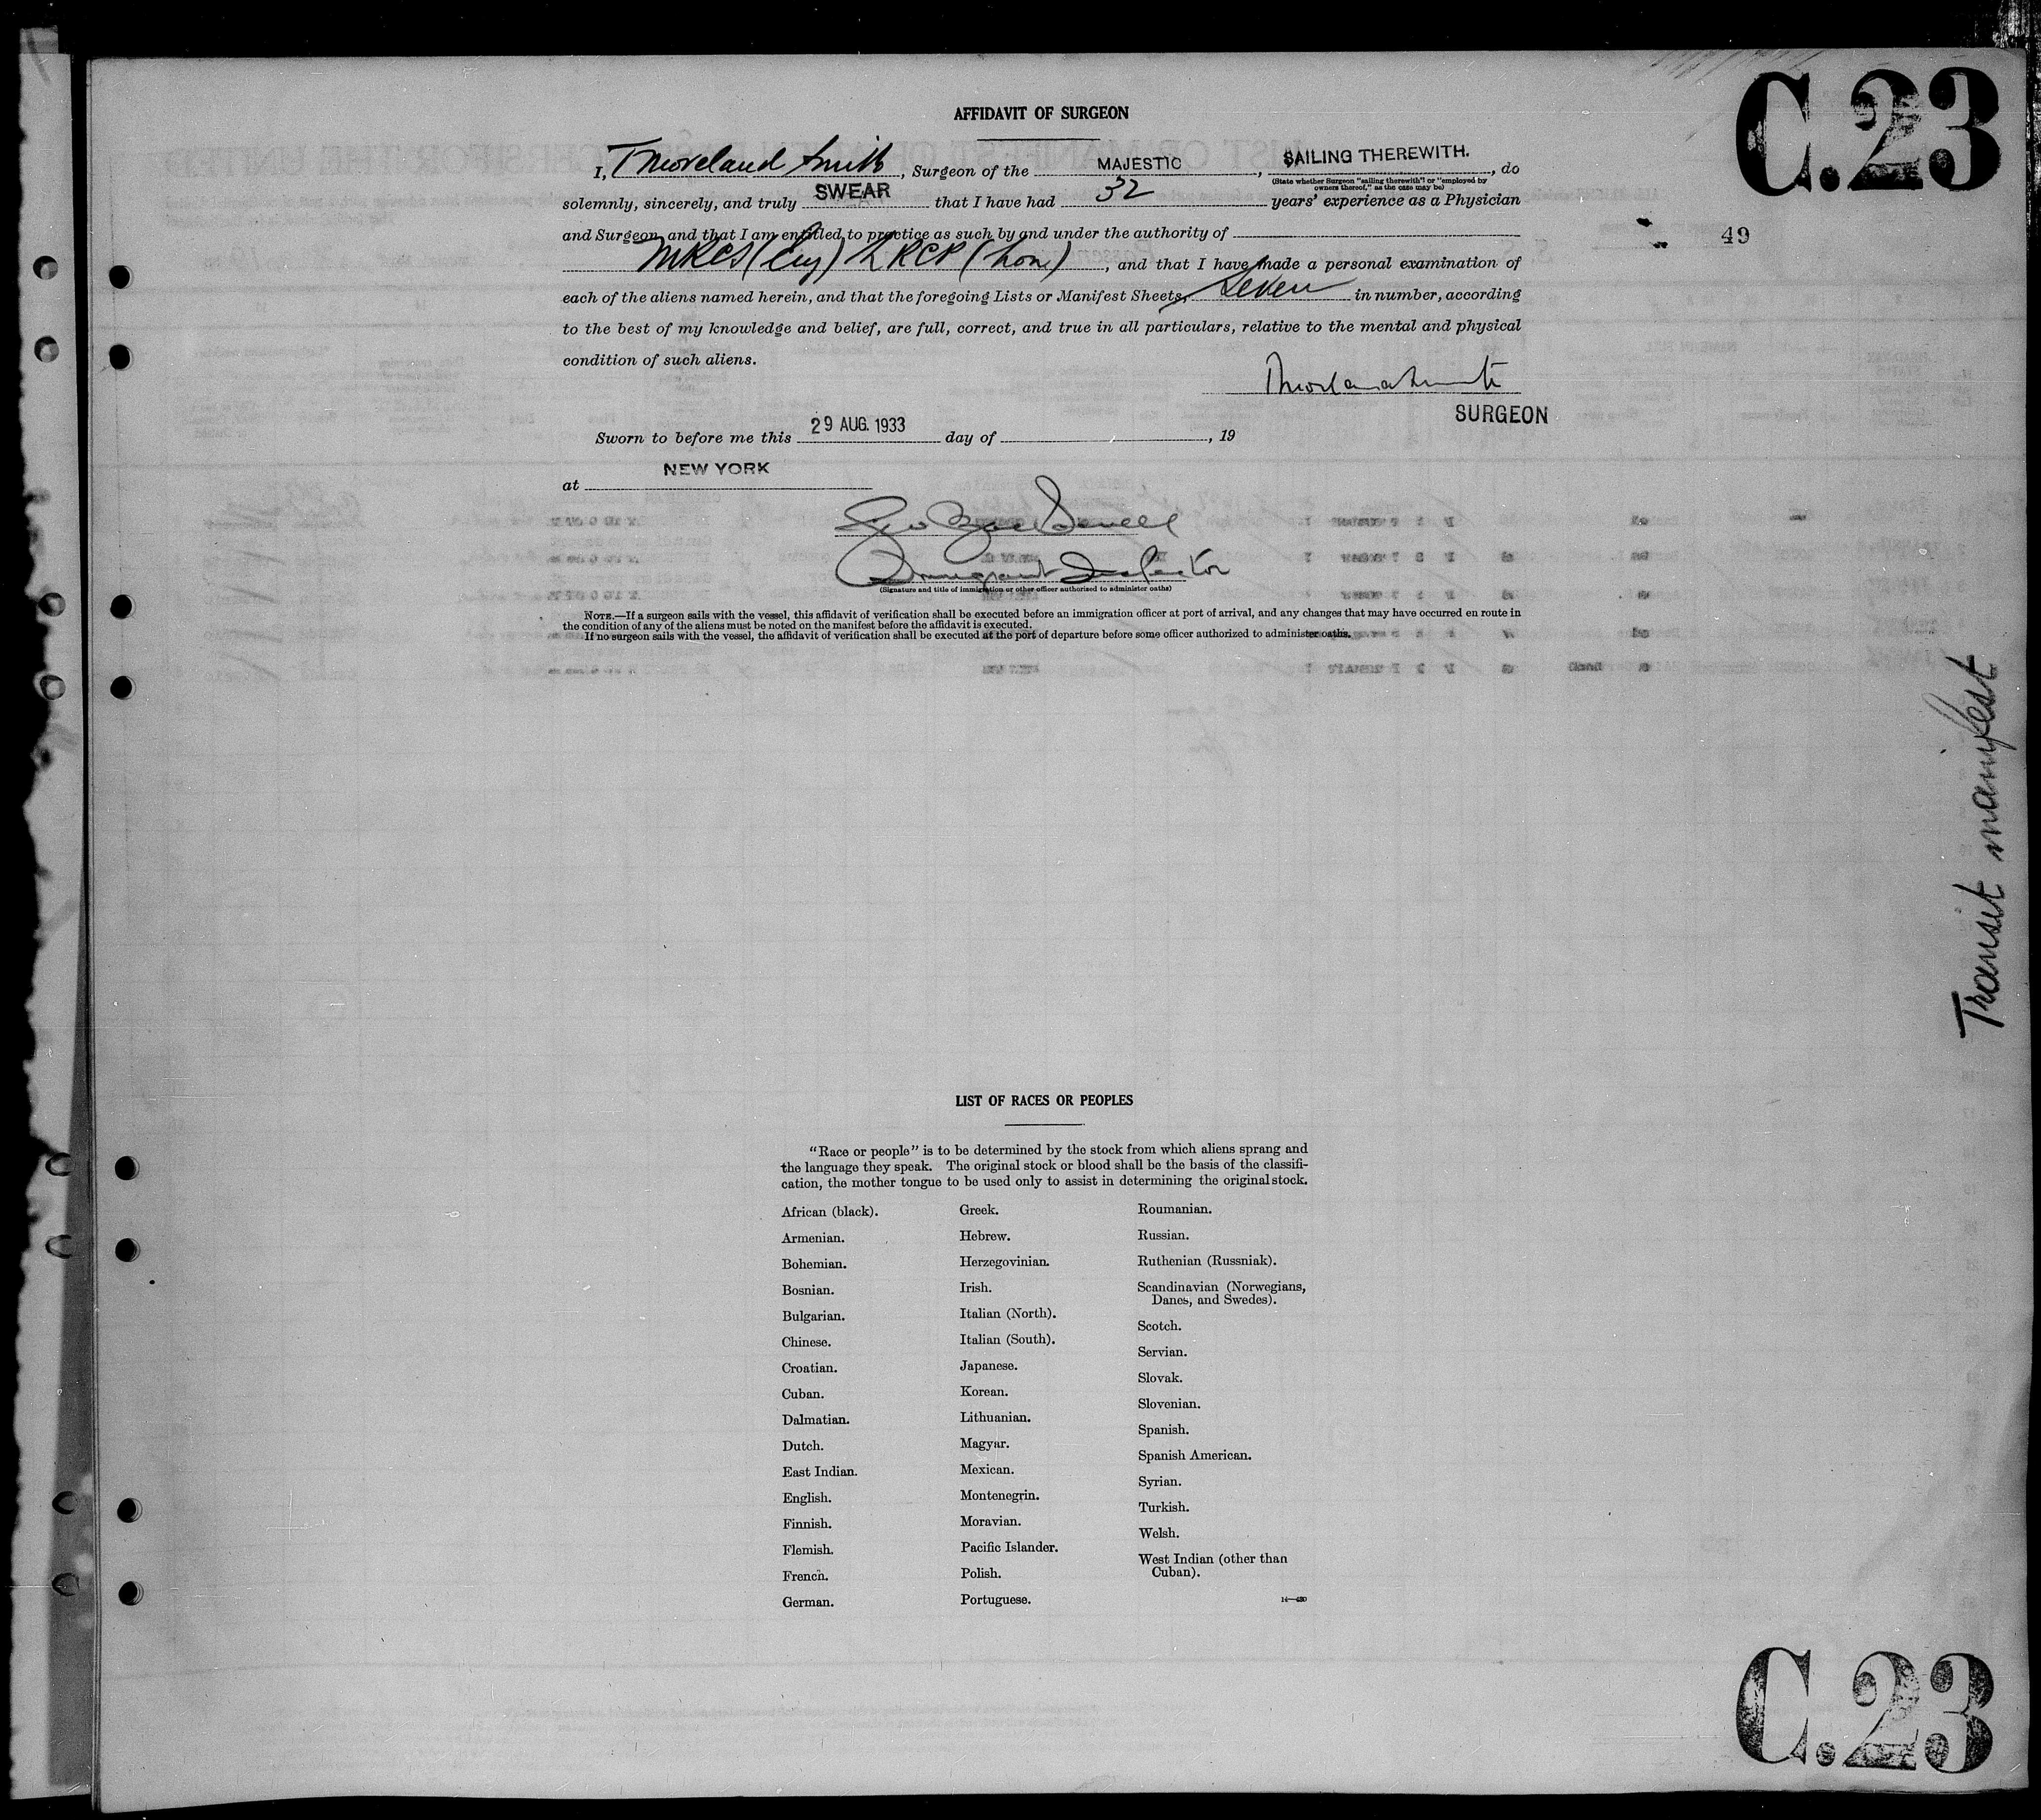 C.23
AFFIDAVIT OF SURGEON
I, T Moreland Smith, Surgeon of the MAJESTIC, SAILING THEREWITH., do
(State whether Surgeon "sailing therewith" or "employed by
owners thereof," as the case may be)
solemnly, sincerely, and truly SWEAR that I have had 32 years' experience as a Physician
49
and Surgeon and that I am entitled to practice as such by and under the authority of
MRCS (Eng) LRCP (Lon), and that I have made a personal examination of
each of the aliens named herein, and that the foregoing Lists or Manifest Sheets, Seven in number, according
to the best of my knowledge and belief, are full, correct, and true in all particulars, relative to the mental and physical
condition of such aliens.
SURGEON
Sworn to before me this 29 AUG. 1933 day of , 19
at NEW YORK
Immigrant Inspector
(Signature and title of immigration or other officer authorized to administer oaths)
NOTE.—If a surgeon sails with the vessel, this affidavit of verification shall be executed before an immigration officer at port of arrival, and any changes that may have occurred en route in
the condition of any of the aliens must be noted on the manifest before the affidavit is executed.
If no surgeon sails with the vessel, the affidavit of verification shall be executed at the port of departure before some officer authorized to administer oaths.
Transit manifest
LIST OF RACES OR PEOPLES
"Race or people" is to be determined by the stock from which aliens sprang and
the language they speak. The original stock or blood shall be the basis of the classifi-
cation, the mother tongue to be used only to assist in determining the original stock.
African (black).
Armenian.
Bohemian.
Bosnian.
Bulgarian.
Chinese.
Croatian.
Cuban.
Dalmatian.
Dutch.
East Indian.
English.
Finnish.
Flemish.
French.
German.
Greek.
Hebrew.
Herzegovinian.
Irish.
Italian (North).
Italian (South).
Japanese.
Korean.
Lithuanian.
Magyar.
Mexican.
Montenegrin.
Moravian.
Pacific Islander.
Polish.
Portuguese.
Roumanian.
Russian.
Ruthenian (Russniak).
Scandinavian (Norwegians,
Danes, and Swedes).
Scotch.
Servian.
Slovak.
Slovenian.
Spanish.
Spanish American.
Syrian.
Turkish.
Welsh.
West Indian (other than
Cuban).
C.23